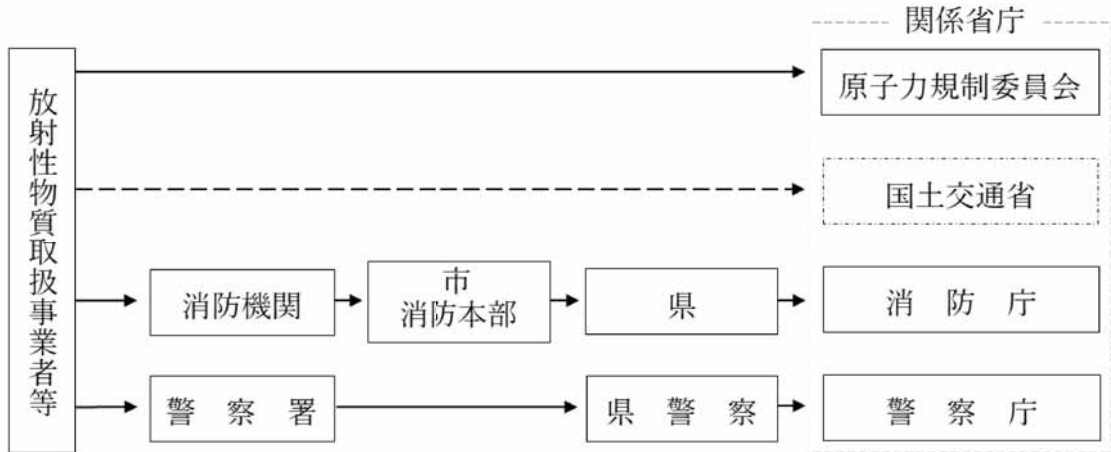 関係省庁
放射性物質取扱事業者等
原子力規制委員会
国土交通省
消防機関
市
消防本部
県
消防庁
警察署
県警察
警察庁